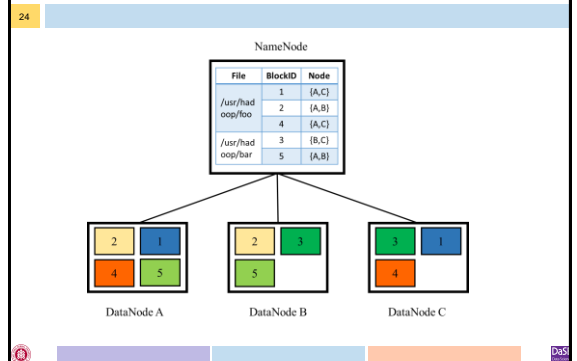 24
NameNode
File BlockID Node
/usr/had
oop/foo
1 {A,C}
2 {A,B}
4 {A,C}
/usr/had
oop/bar
3 {B,C}
5 {A,B}
2 1
4 5
DataNode A
2 3
5
DataNode B
3 1
4
DataNode C
DaSE